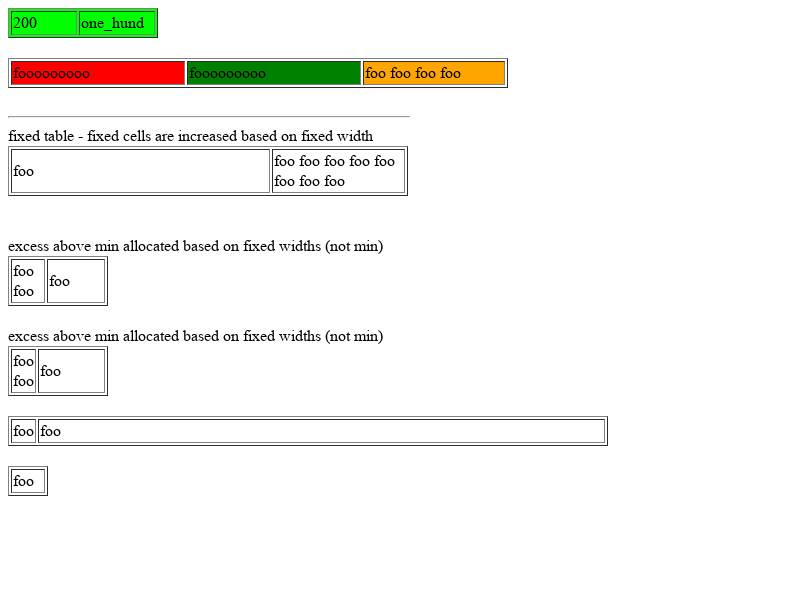 200 one_hund
fooooooooo fooooooooo foo foo foo foo
fixed table - fixed cells are increased based on fixed width
foo foo foo foo foo foo
foo foo foo
excess above min allocated based on fixed widths (not min)
foo
foo
foo
excess above min allocated based on fixed widths (not min)
foo
foo
foo
foo foo
foo